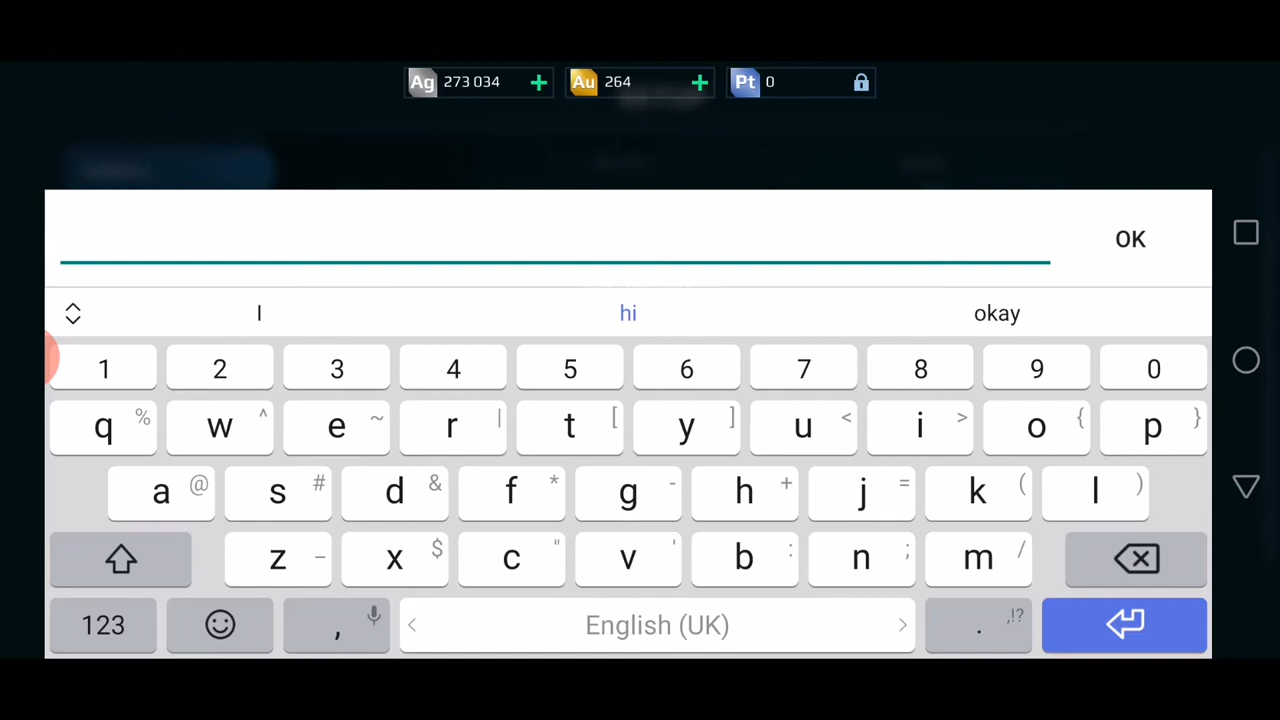 Ag 273 034 + Au 264 + Pt 0
OK
I hi okay
1 2 3 4 5 6 7 8 9 0
q % w ^ e ~ r | t [ y ] u < i > o { p }
a @ s # d & f * g - h + j = k ( l )
z _ x $ c " v ' b : n ; m /
123 , < English (UK) > . ,!?